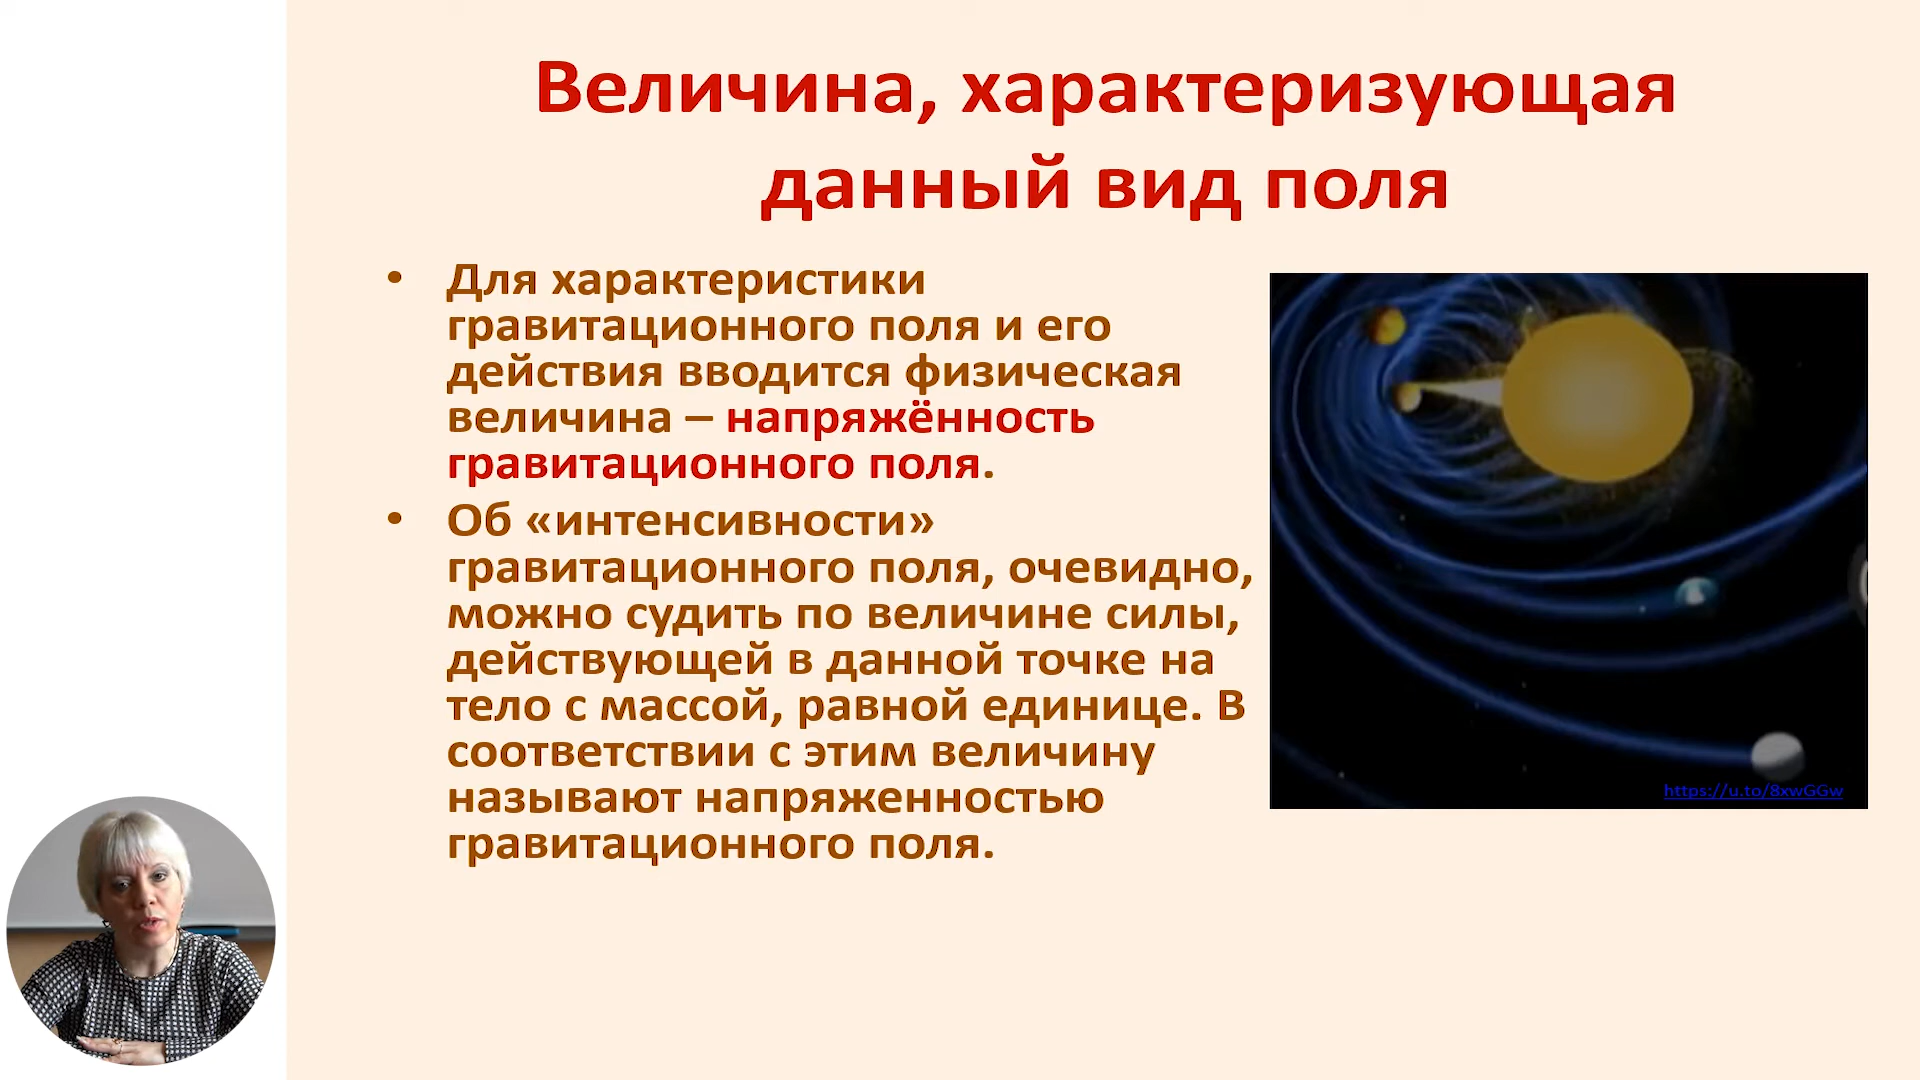 Величина, характеризующая
данный вид поля
• Для характеристики
гравитационного поля и его
действия вводится физическая
величина – напряжённость
гравитационного поля.
• Об «интенсивности»
гравитационного поля, очевидно,
можно судить по величине силы,
действующей в данной точке на
тело с массой, равной единице. В
соответствии с этим величину
называют напряженностью
гравитационного поля.
https://u.to/8xwGGw